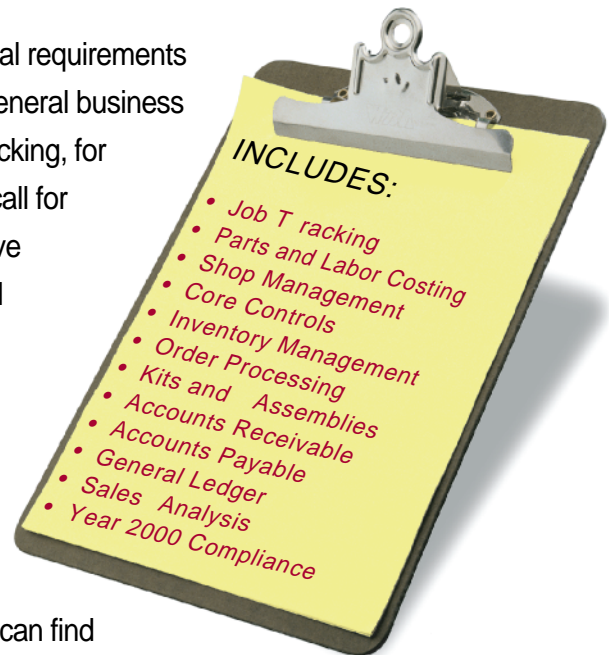 al requirements
eneral business
cking, for
call for
ve
l
INCLUDES:
• Job T racking
• Parts and Labor Costing
• Shop Management
• Core Controls
• Inventory Management
• Order Processing
• Kits and Assemblies
• Accounts Receivable
• Accounts Payable
• General Ledger
• Sales Analysis
• Year 2000 Compliance
can find